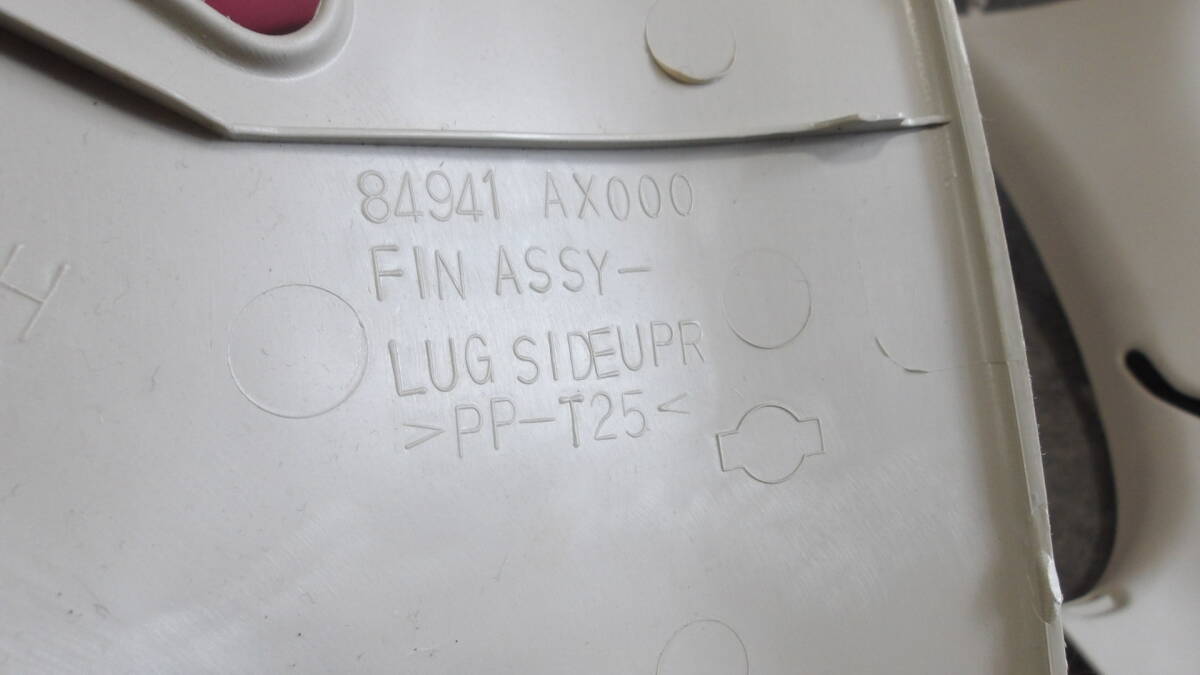 84941 AX000
FIN ASSY-
LUG SIDEUPR
>PP-T25<
H